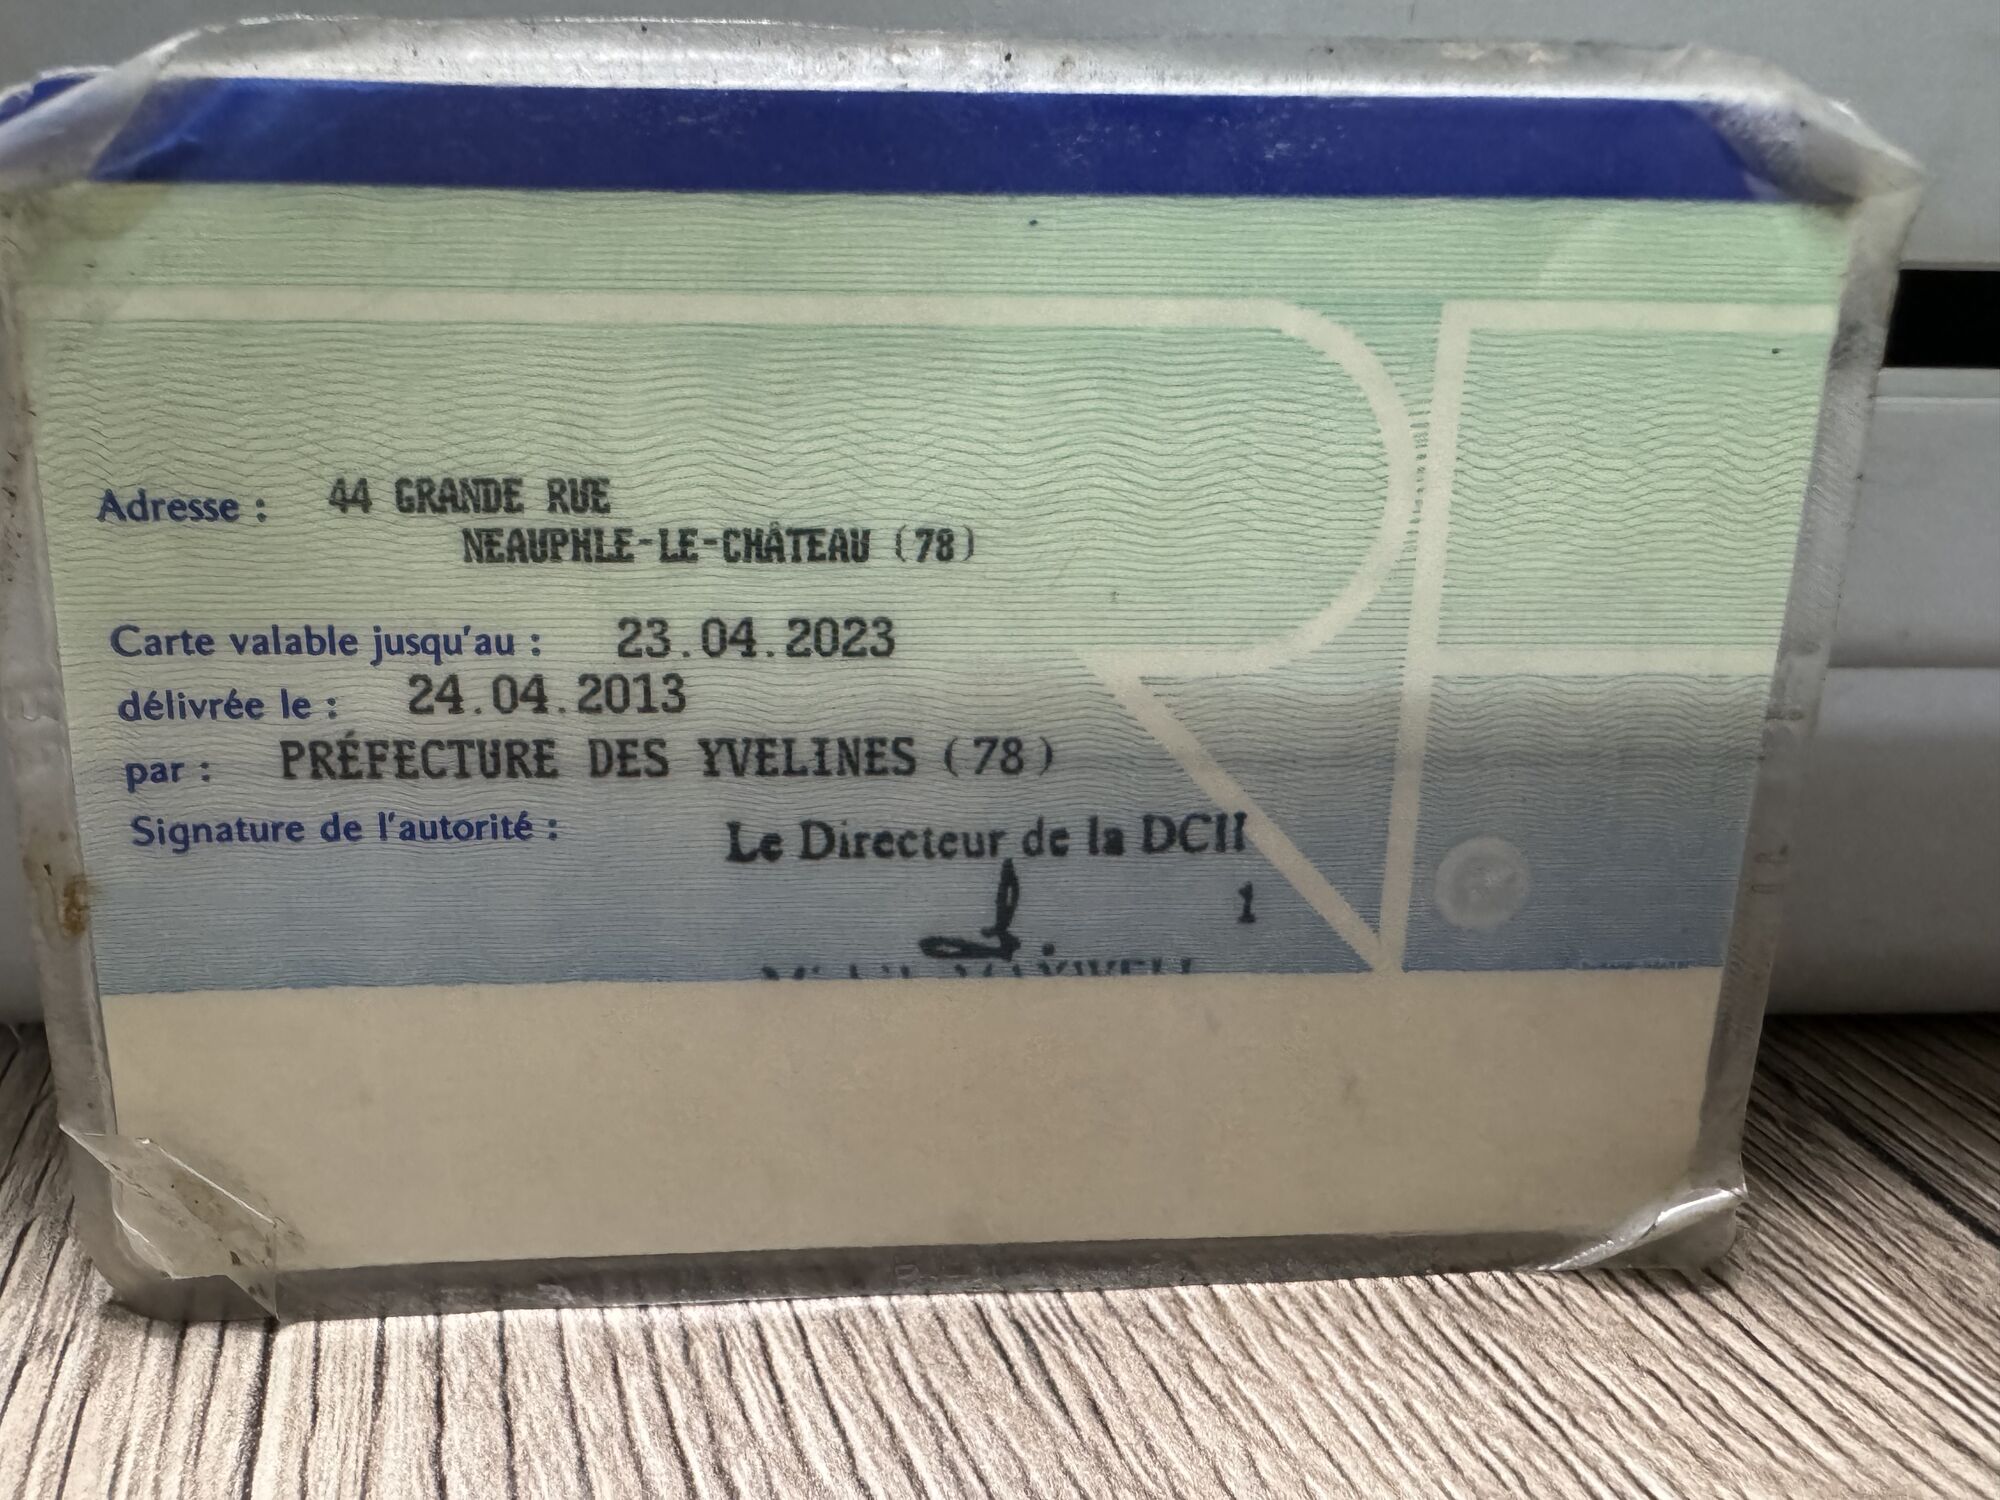 Adresse : 44 GRANDE RUE
NEAUPHLE-LE-CHÂTEAU (78)
Carte valable jusqu'au : 23.04.2023
délivrée le : 24.04.2013
par : PRÉFECTURE DES YVELINES (78)
Signature de l'autorité :
Le Directeur de la DCII
1